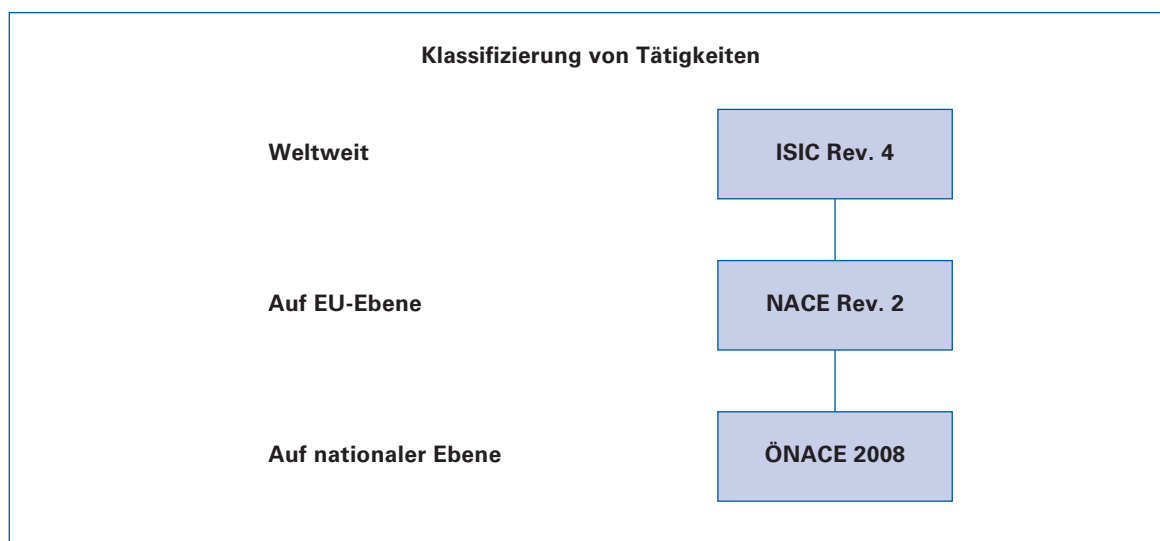 Klassifizierung von Tätigkeiten
Weltweit ISIC Rev. 4
Auf EU-Ebene NACE Rev. 2
Auf nationaler Ebene ÖNACE 2008